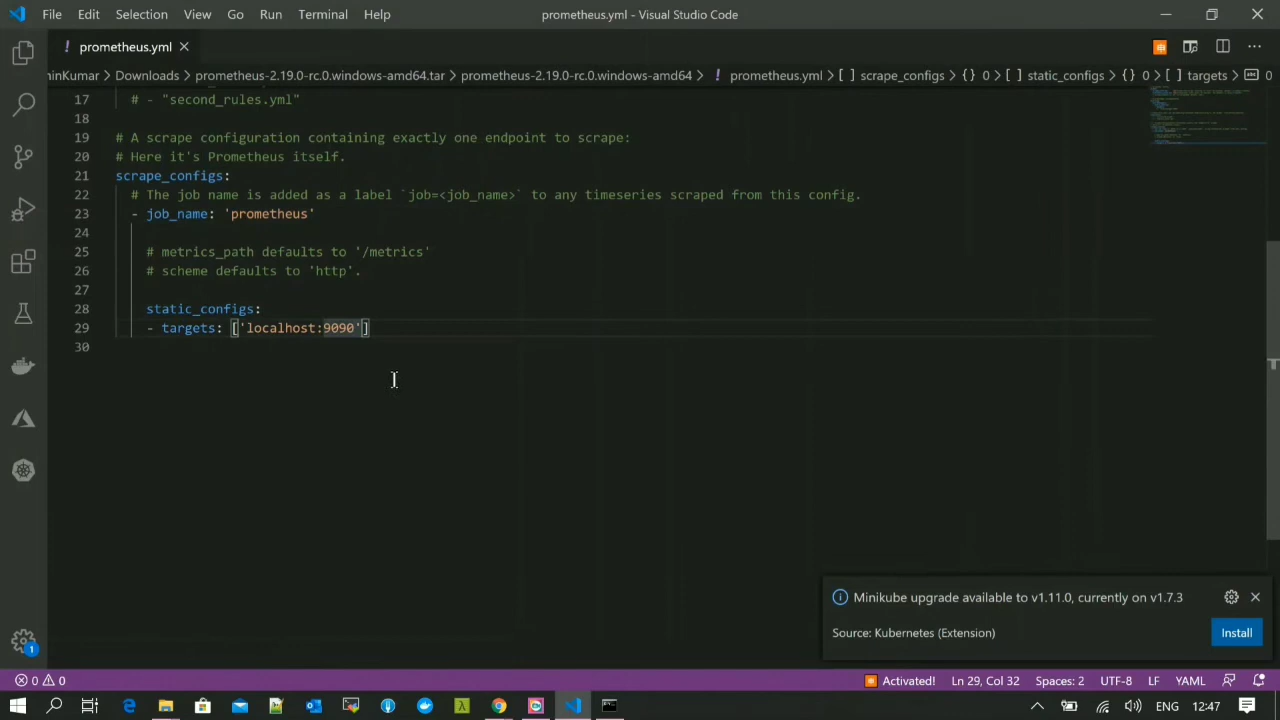 File Edit Selection View Go Run Terminal Help
prometheus.yml - Visual Studio Code
! prometheus.yml
ninKumar > Downloads > prometheus-2.19.0-rc.0.windows-amd64.tar > prometheus-2.19.0-rc.0.windows-amd64 > ! prometheus.yml > [ ] scrape_configs > {} 0 > [ ] static_configs > {} 0 > [ ] targets > 0
17 # - "second_rules.yml"
18
19 # A scrape configuration containing exactly one endpoint to scrape:
20 # Here it's Prometheus itself.
21 scrape_configs:
22 # The job name is added as a label `job=<job_name>` to any timeseries scraped from this config.
23 - job_name: 'prometheus'
24
25 # metrics_path defaults to '/metrics'
26 # scheme defaults to 'http'.
27
28 static_configs:
29 - targets: ['localhost:9090']
30
Minikube upgrade available to v1.11.0, currently on v1.7.3
Source: Kubernetes (Extension)
Install
1
0 0
Activated! Ln 29, Col 32 Spaces: 2 UTF-8 LF YAML
ENG 12:47